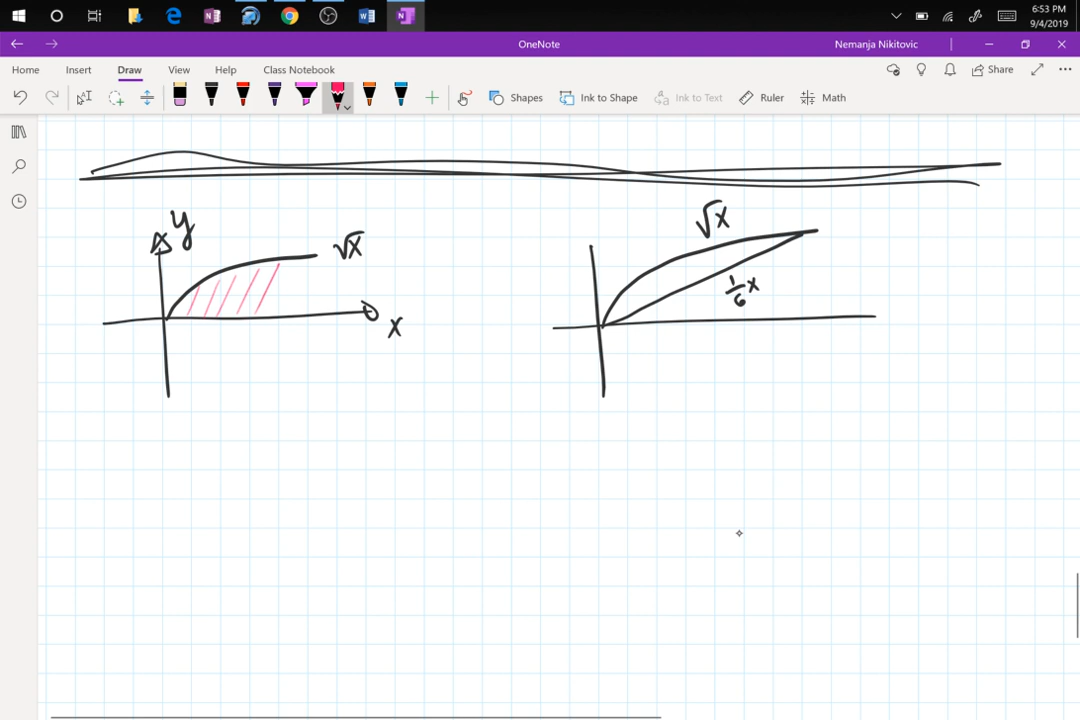 6:53 PM
9/4/2019
OneNote
Nemanja Nikitovic
Home Insert Draw View Help Class Notebook
Share
Shapes Ink to Shape Ink to Text Ruler Math
y
√x
x
√x
1/6 x